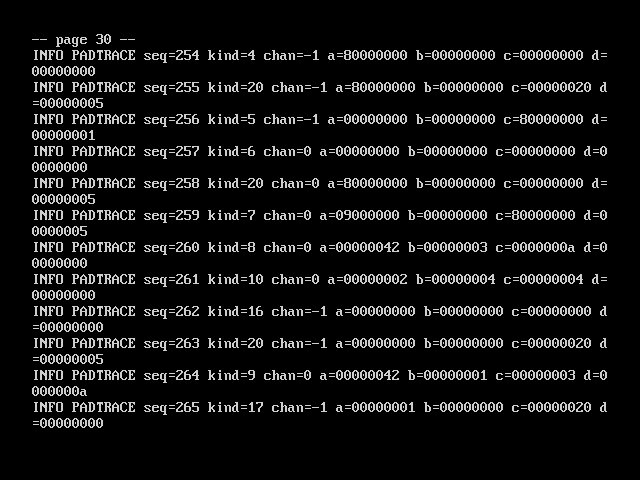 -- page 30 --
INFO PADTRACE seq=254 kind=4 chan=-1 a=80000000 b=00000000 c=00000000 d=
00000000
INFO PADTRACE seq=255 kind=20 chan=-1 a=80000000 b=00000000 c=00000020 d
=00000005
INFO PADTRACE seq=256 kind=5 chan=-1 a=00000000 b=00000000 c=80000000 d=
00000001
INFO PADTRACE seq=257 kind=6 chan=0 a=00000000 b=00000000 c=00000000 d=0
0000000
INFO PADTRACE seq=258 kind=20 chan=0 a=80000000 b=00000000 c=00000000 d=
00000005
INFO PADTRACE seq=259 kind=7 chan=0 a=09000000 b=00000000 c=80000000 d=0
0000005
INFO PADTRACE seq=260 kind=8 chan=0 a=00000042 b=00000003 c=0000000a d=0
0000000
INFO PADTRACE seq=261 kind=10 chan=0 a=00000002 b=00000004 c=00000004 d=
00000000
INFO PADTRACE seq=262 kind=16 chan=-1 a=00000000 b=00000000 c=00000000 d
=00000000
INFO PADTRACE seq=263 kind=20 chan=-1 a=00000000 b=00000000 c=00000020 d
=00000005
INFO PADTRACE seq=264 kind=9 chan=0 a=00000042 b=00000001 c=00000003 d=0
000000a
INFO PADTRACE seq=265 kind=17 chan=-1 a=00000001 b=00000000 c=00000020 d
=00000000